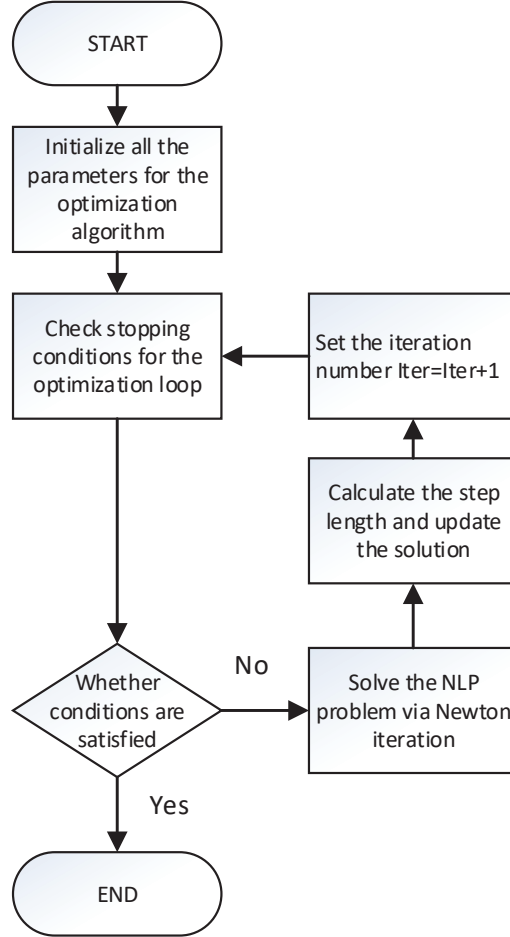 START
Initialize all the
parameters for the
optimization
algorithm
Check stopping
conditions for the
optimization loop
Set the iteration
number Iter=Iter+1
Calculate the step
length and update
the solution
Whether
conditions are
satisfied
No
Solve the NLP
problem via Newton
iteration
Yes
END